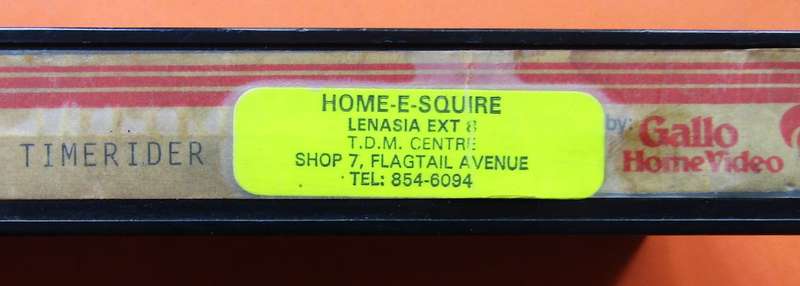 TIMERIDER
HOME-E-SQUIRE
LENASIA EXT 8
T.D.M. CENTRE
SHOP 7, FLAGTAIL AVENUE
TEL: 854-6094
by:
Gallo
Home Video